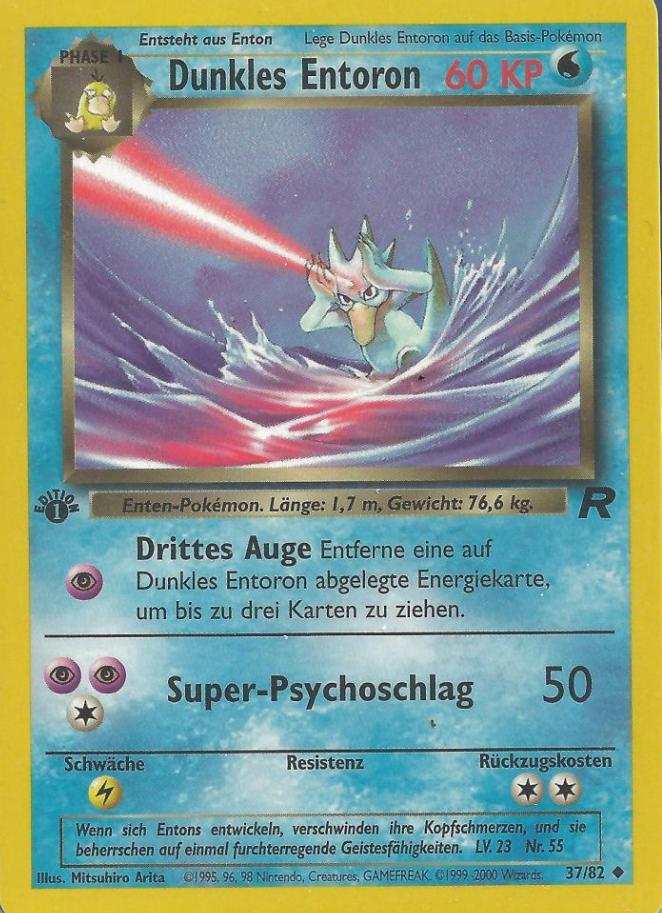 Entsteht aus Enton Lege Dunkles Entoron auf das Basis-Pokémon
PHASE 1
Dunkles Entoron 60 KP
EDITION
1
Enten-Pokémon. Länge: 1,7 m, Gewicht: 76,6 kg.
R
Drittes Auge Entferne eine auf
Dunkles Entoron abgelegte Energiekarte,
um bis zu drei Karten zu ziehen.
Super-Psychoschlag 50
Schwäche Resistenz Rückzugskosten
Wenn sich Entons entwickeln, verschwinden ihre Kopfschmerzen, und sie
beherrschen auf einmal furchterregende Geistesfähigkeiten. LV. 23 Nr. 55
Illus. Mitsuhiro Arita ©1995, 96, 98 Nintendo, Creatures, GAMEFREAK. ©1999-2000 Wizards. 37/82